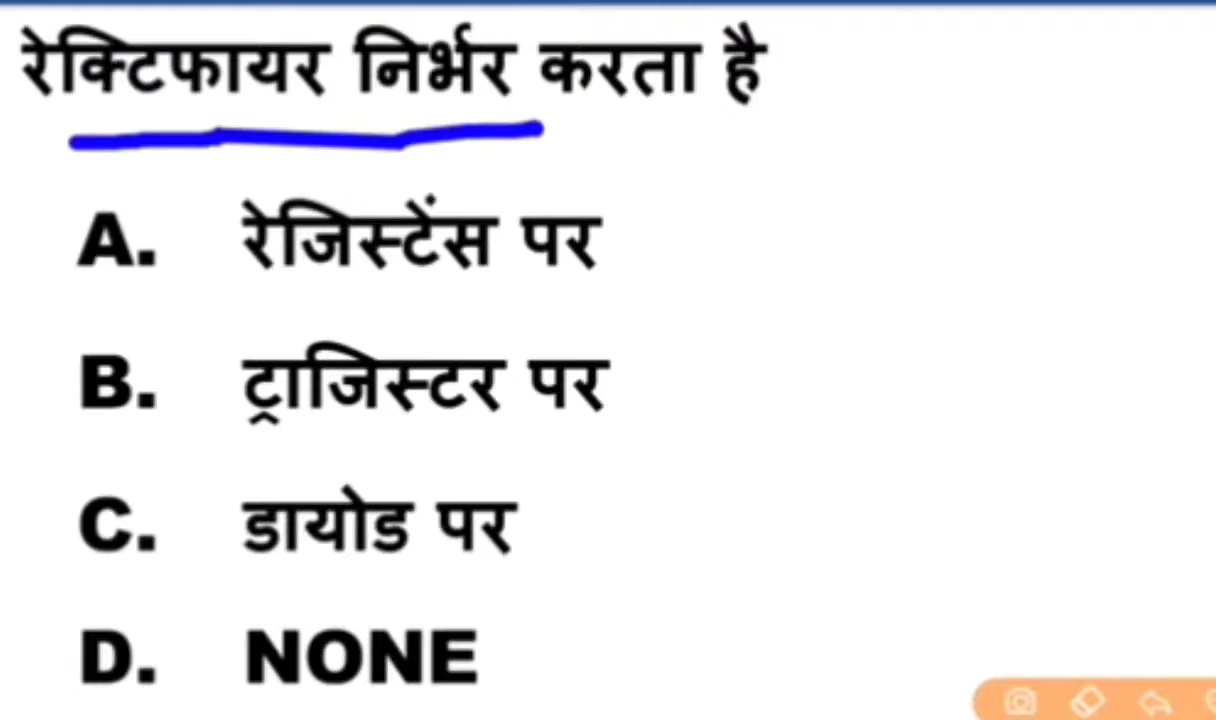 रेक्टिफायर निर्भर करता है
A. रेजिस्टेंस पर
B. ट्राजिस्टर पर
C. डायोड पर
D. NONE